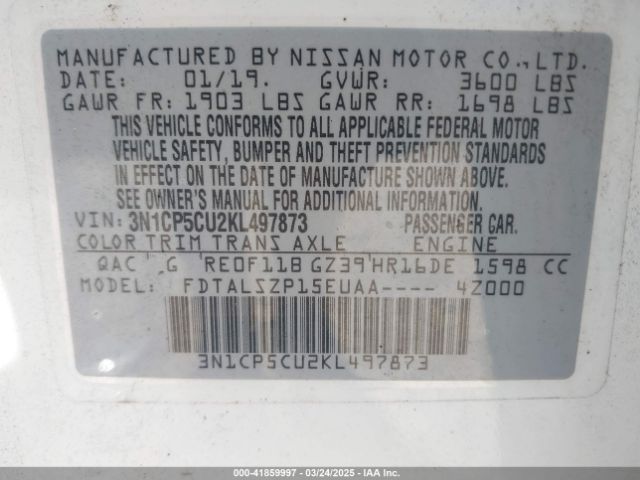 MANUFACTURED BY NISSAN MOTOR CO., LTD.
DATE: 01/19. GVWR: 3600 LBS
GAWR FR: 1903 LBS GAWR RR: 1698 LBS
THIS VEHICLE CONFORMS TO ALL APPLICABLE FEDERAL MOTOR
VEHICLE SAFETY, BUMPER AND THEFT PREVENTION STANDARDS
IN EFFECT ON THE DATE OF MANUFACTURE SHOWN ABOVE.
SEE OWNER'S MANUAL FOR ADDITIONAL INFORMATION.
VIN: 3N1CP5CU2KL497873 PASSENGER CAR.
COLOR TRIM TRANS AXLE ENGINE
QAC G RE0F11B GZ39 HR16DE 1598 CC
MODEL: FDTALSZP15EUAA---- 4Z000
3N1CP5CU2KL497873
000-41859997 - 03/24/2025 - IAA Inc.